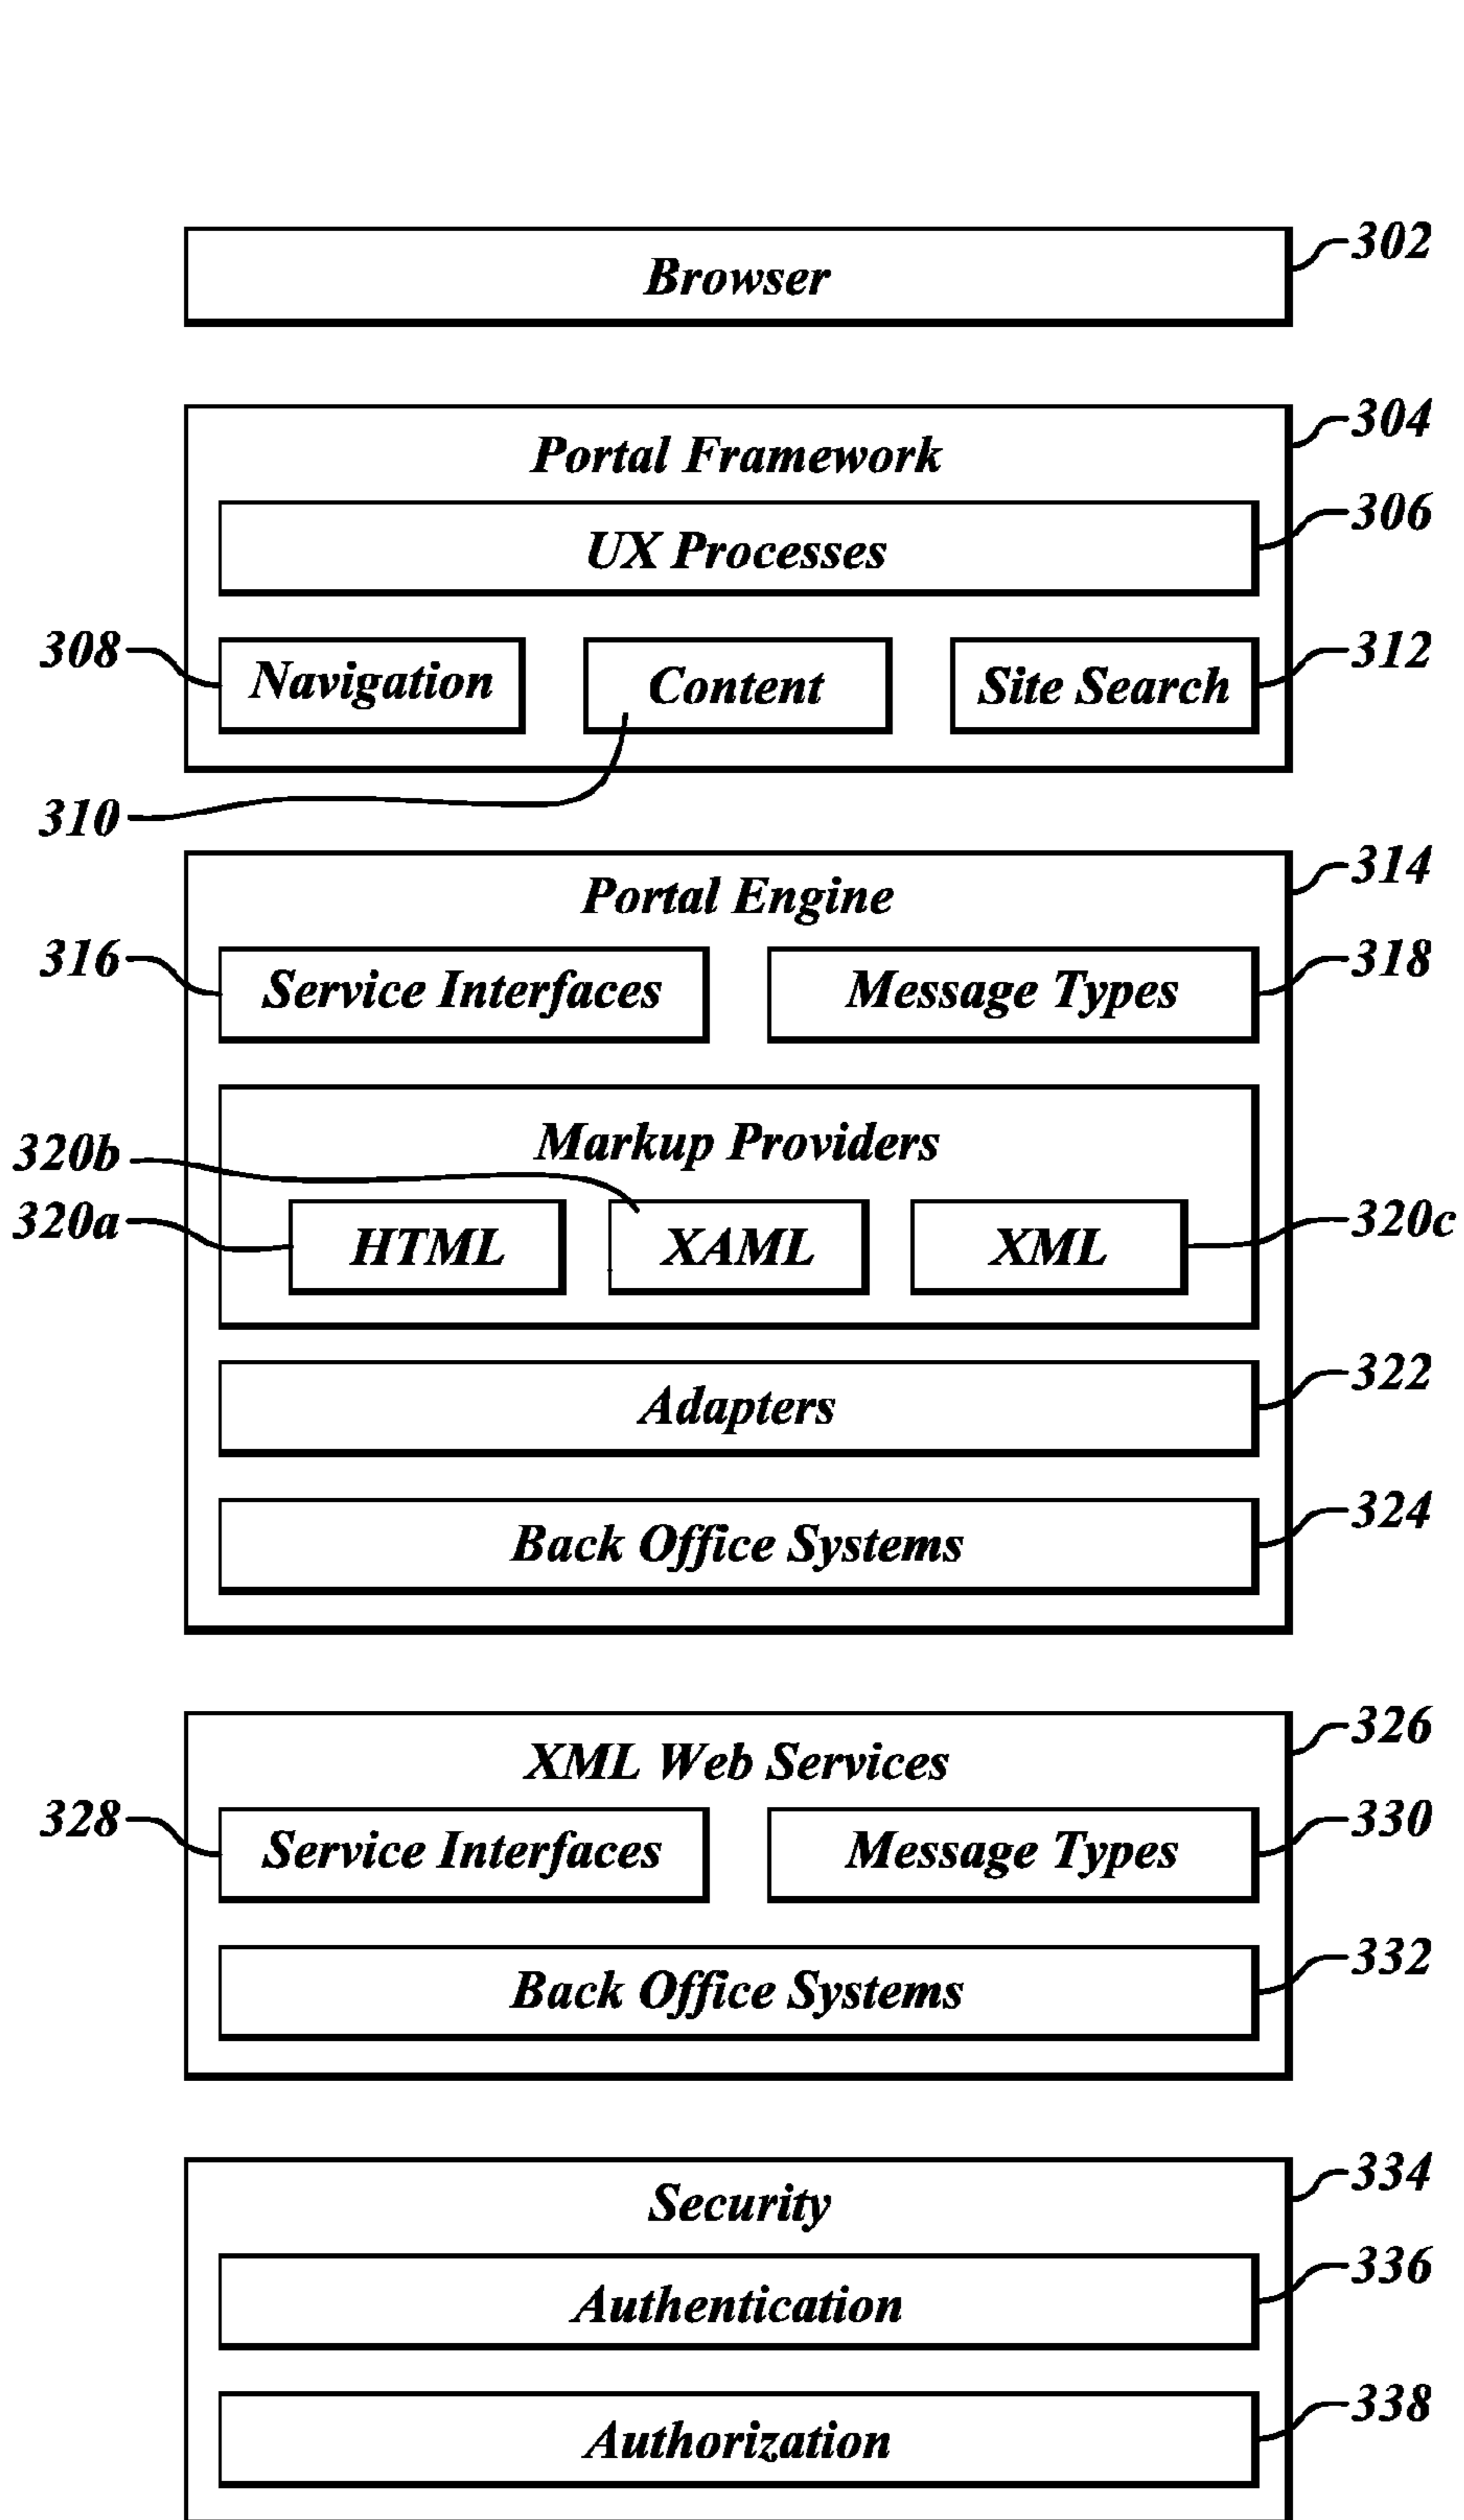 Browser 302
304
Portal Framework
306
UX Processes
308 Navigation Content Site Search 312
310
314
Portal Engine
316 Service Interfaces Message Types 318
Markup Providers
320b
320a HTML XAML XML 320c
322
Adapters
324
Back Office Systems
326
XML Web Services
328 Service Interfaces Message Types 330
332
Back Office Systems
334
Security
336
Authentication
338
Authorization